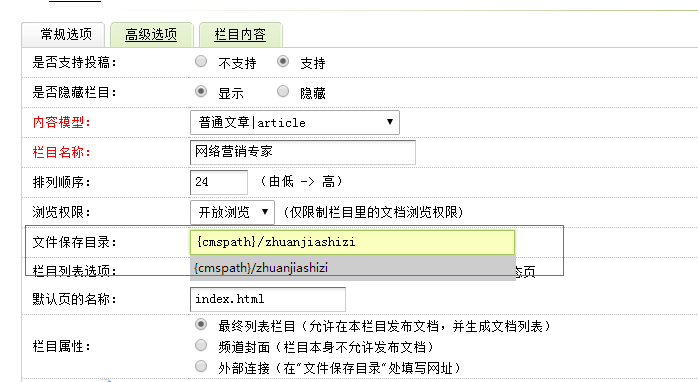 常规选项 高级选项 栏目内容
是否支持投稿： 不支持 支持
是否隐藏栏目： 显示 隐藏
内容模型： 普通文章|article
栏目名称： 网络营销专家
排列顺序： 24 （由低 -> 高）
浏览权限： 开放浏览 (仅限制栏目里的文档浏览权限)
文件保存目录： {cmspath}/zhuanjiashizi
{cmspath}/zhuanjiashizi
栏目列表选项： 态页
默认页的名称： index.html
最终列表栏目（允许在本栏目发布文档，并生成文档列表）
栏目属性： 频道封面（栏目本身不允许发布文档）
外部连接（在"文件保存目录"处填写网址）